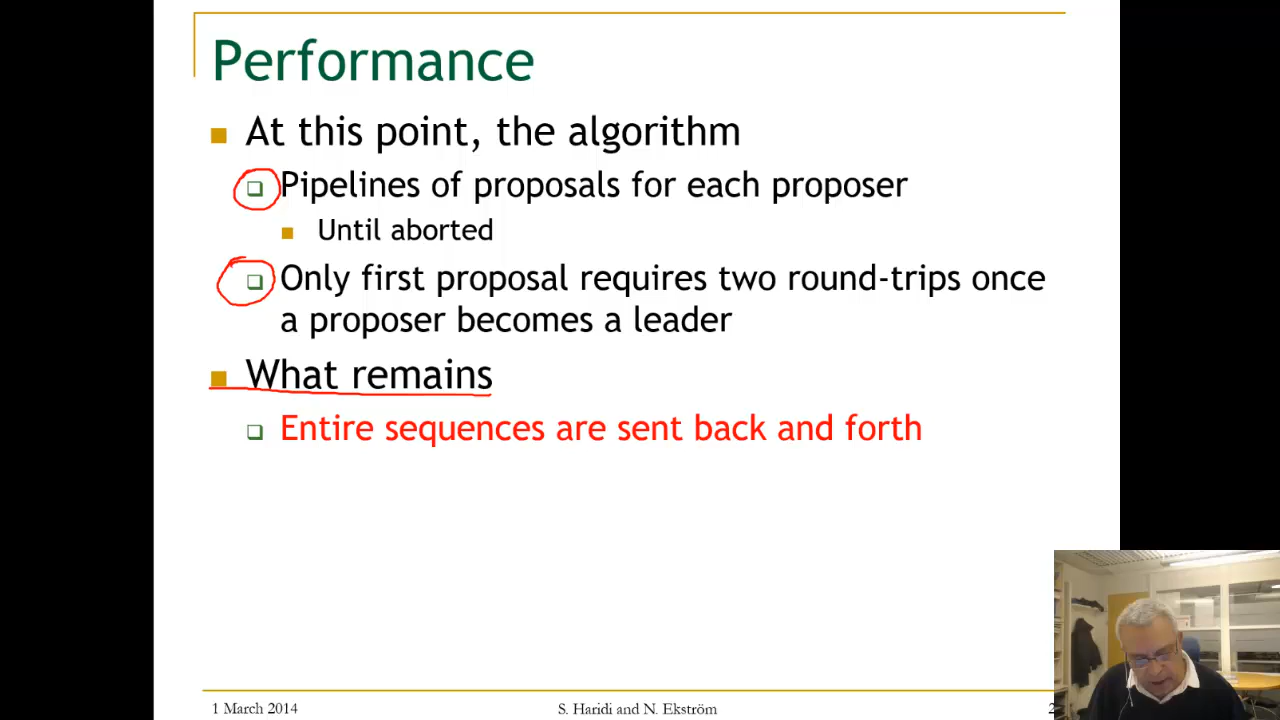 Performance
At this point, the algorithm
Pipelines of proposals for each proposer
Until aborted
Only first proposal requires two round-trips once
a proposer becomes a leader
What remains
Entire sequences are sent back and forth
1 March 2014
S. Haridi and N. Ekström